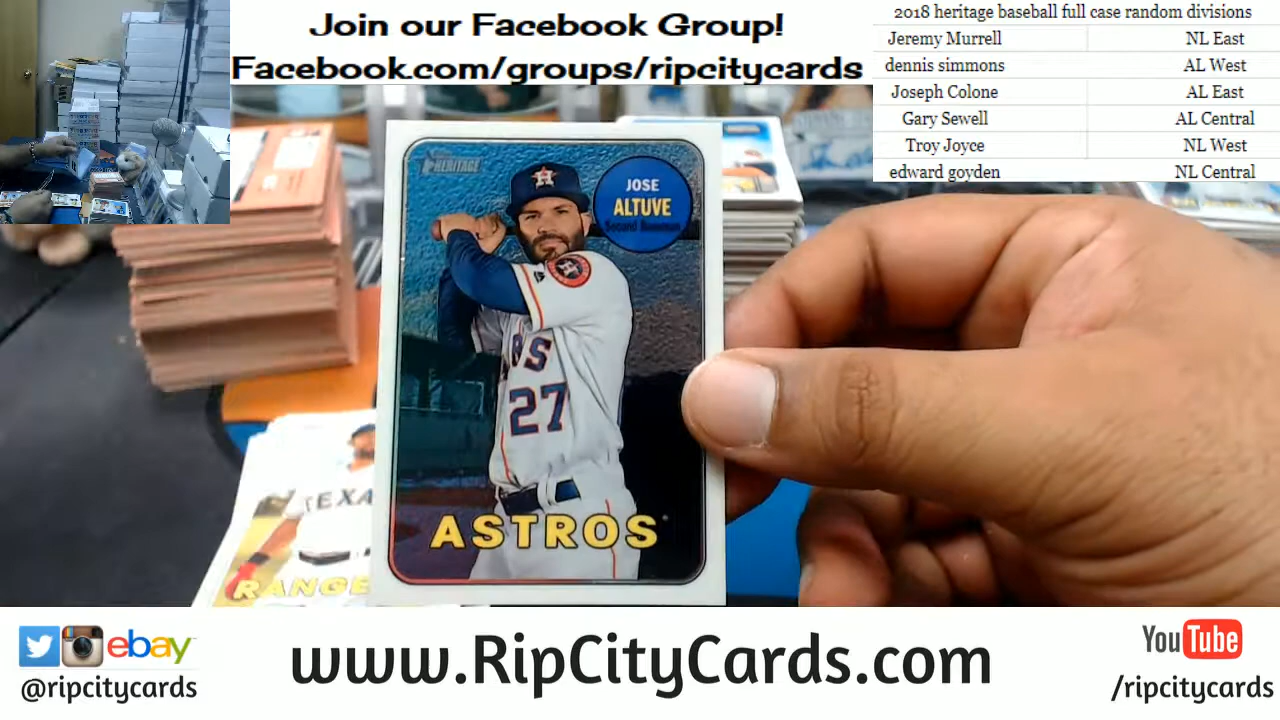 Join our Facebook Group!
Facebook.com/groups/ripcitycards
2018 heritage baseball full case random divisions
Jeremy Murrell NL East
dennis simmons AL West
Joseph Colone AL East
Gary Sewell AL Central
Troy Joyce NL West
edward goyden NL Central
HERITAGE
JOSE
ALTUVE
Second Baseman
27
ASTROS
TEXA
RANGE
ebay
@ripcitycards
www.RipCityCards.com
YouTube
/ripcitycards